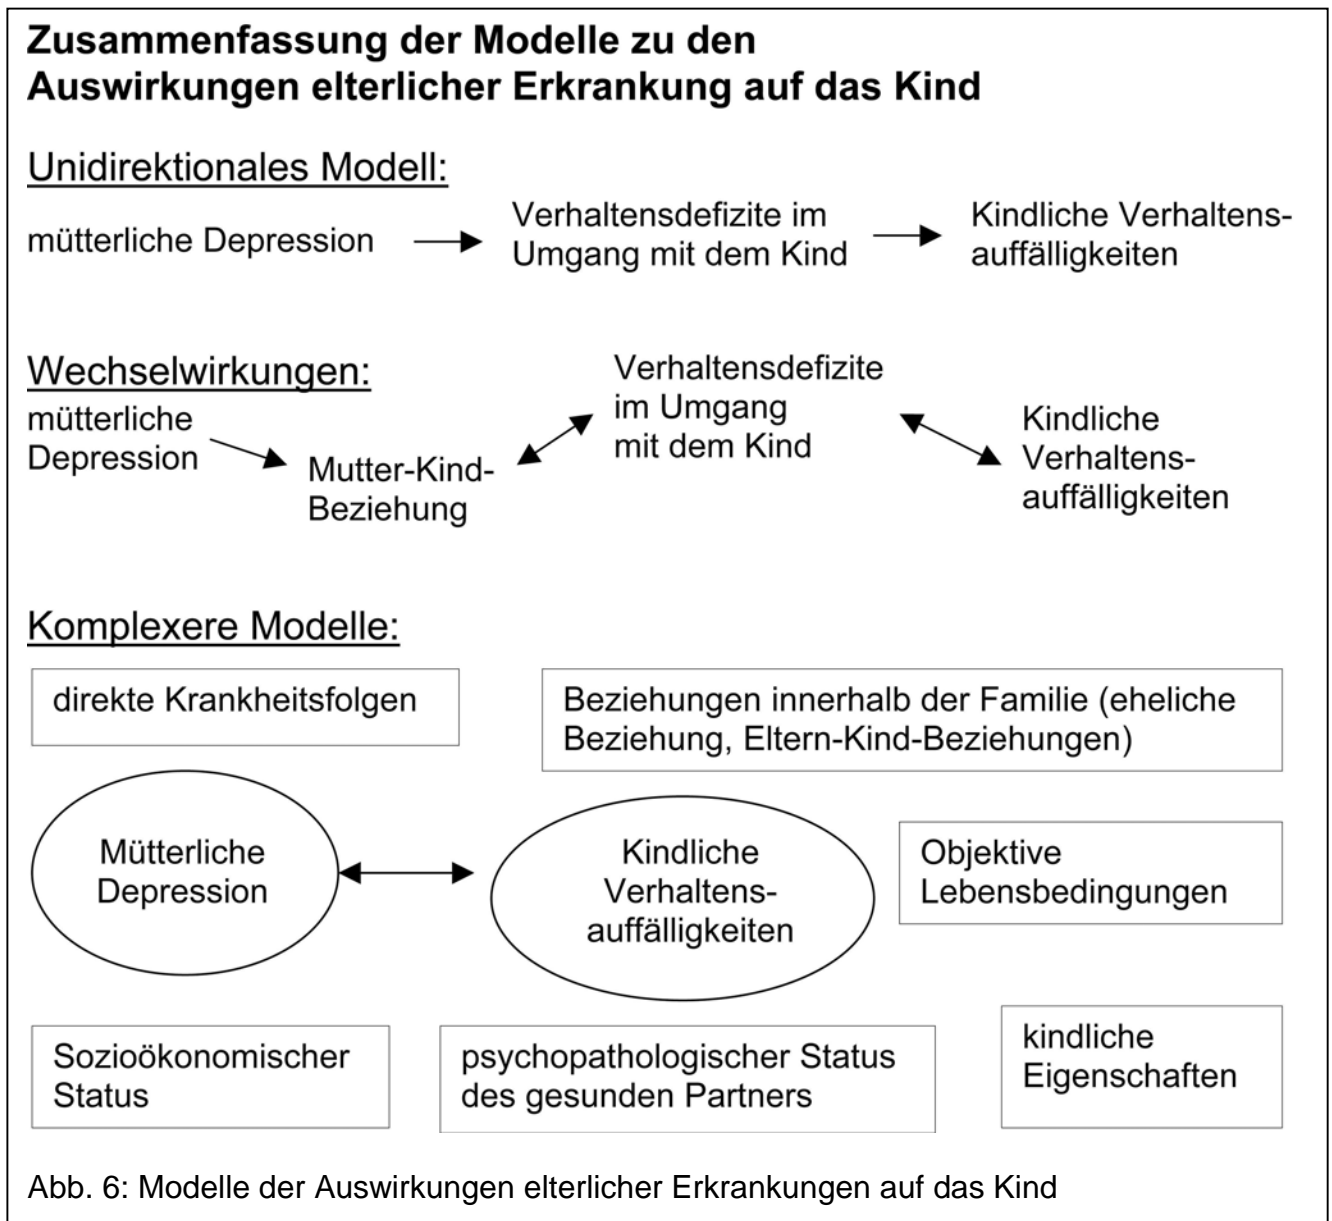 Zusammenfassung der Modelle zu den
Auswirkungen elterlicher Erkrankung auf das Kind
Unidirektionales Modell:
mütterliche Depression
Verhaltensdefizite im
Umgang mit dem Kind
Kindliche Verhaltens-
auffälligkeiten
Wechselwirkungen:
mütterliche
Depression
Mutter-Kind-
Beziehung
Verhaltensdefizite
im Umgang
mit dem Kind
Kindliche
Verhaltens-
auffälligkeiten
Komplexere Modelle:
direkte Krankheitsfolgen
Beziehungen innerhalb der Familie (eheliche
Beziehung, Eltern-Kind-Beziehungen)
Mütterliche
Depression
Kindliche
Verhaltens-
auffälligkeiten
Objektive
Lebensbedingungen
Sozioökonomischer
Status
psychopathologischer Status
des gesunden Partners
kindliche
Eigenschaften
Abb. 6: Modelle der Auswirkungen elterlicher Erkrankungen auf das Kind